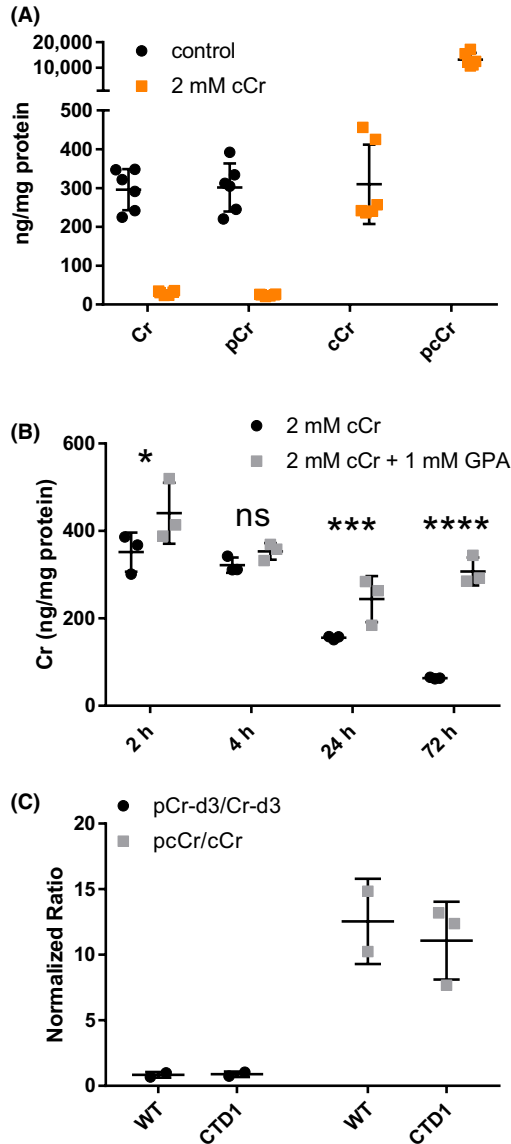 (A)
20,000
10,000
500
400
300
200
100
0
ng/mg protein
control
2 mM cCr
Cr
pCr
cCr
pcCr
(B)
2 mM cCr
2 mM cCr + 1 mM GPA
600
400
200
0
Cr (ng/mg protein)
*
ns
***
****
2 h
4 h
24 h
72 h
(C)
pCr-d3/Cr-d3
pcCr/cCr
20
15
10
5
0
Normalized Ratio
WT
CTD1
WT
CTD1